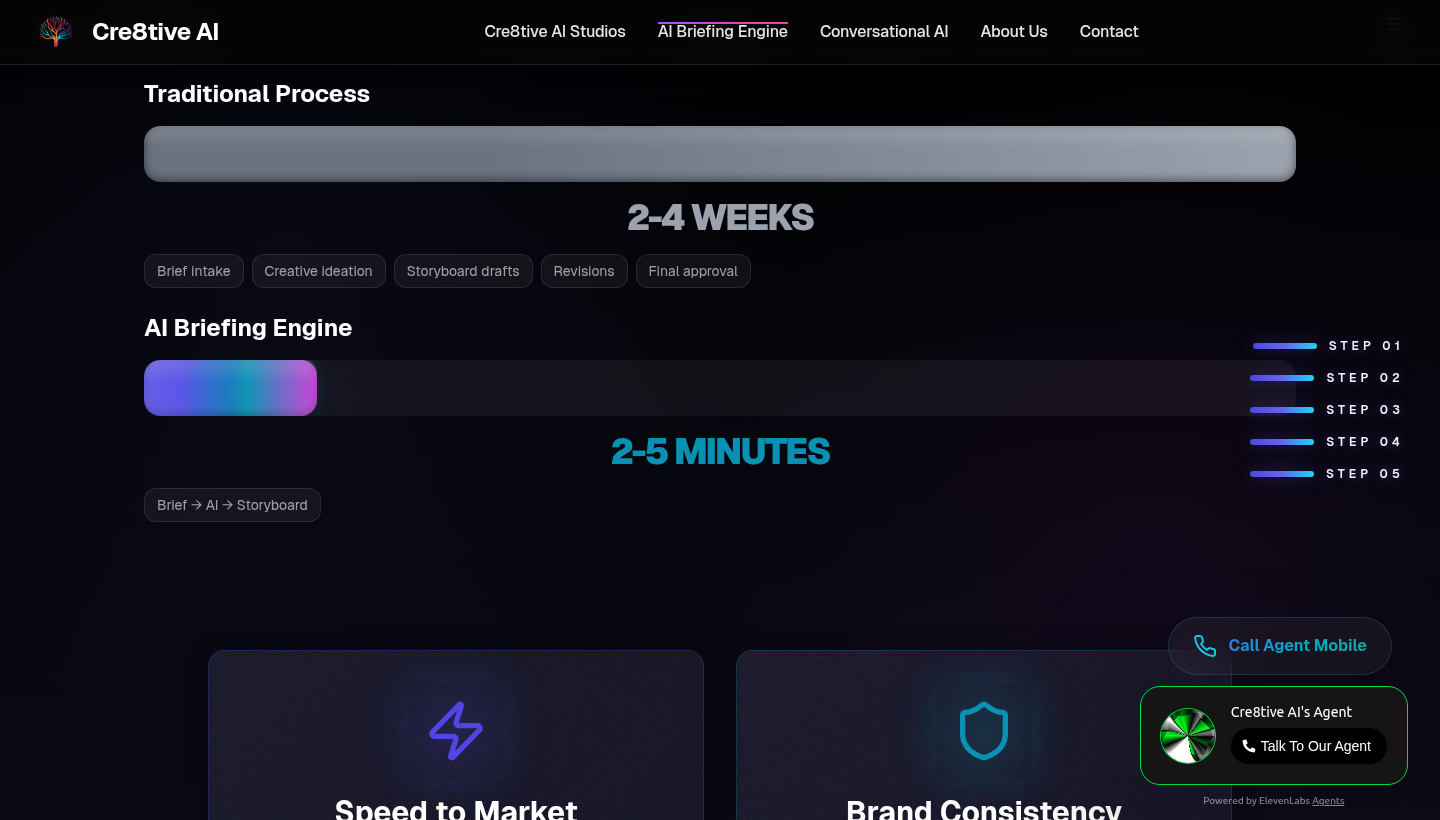 Cre8tive AI
Cre8tive AI Studios
AI Briefing Engine
Conversational AI
About Us
Contact
Traditional Process
2-4 WEEKS
Brief intake
Creative ideation
Storyboard drafts
Revisions
Final approval
AI Briefing Engine
2-5 MINUTES
Brief → AI → Storyboard
STEP 01
STEP 02
STEP 03
STEP 04
STEP 05
Call Agent Mobile
Cre8tive AI's Agent
Talk To Our Agent
Powered by ElevenLabs Agents
Speed to Market
Brand Consistency